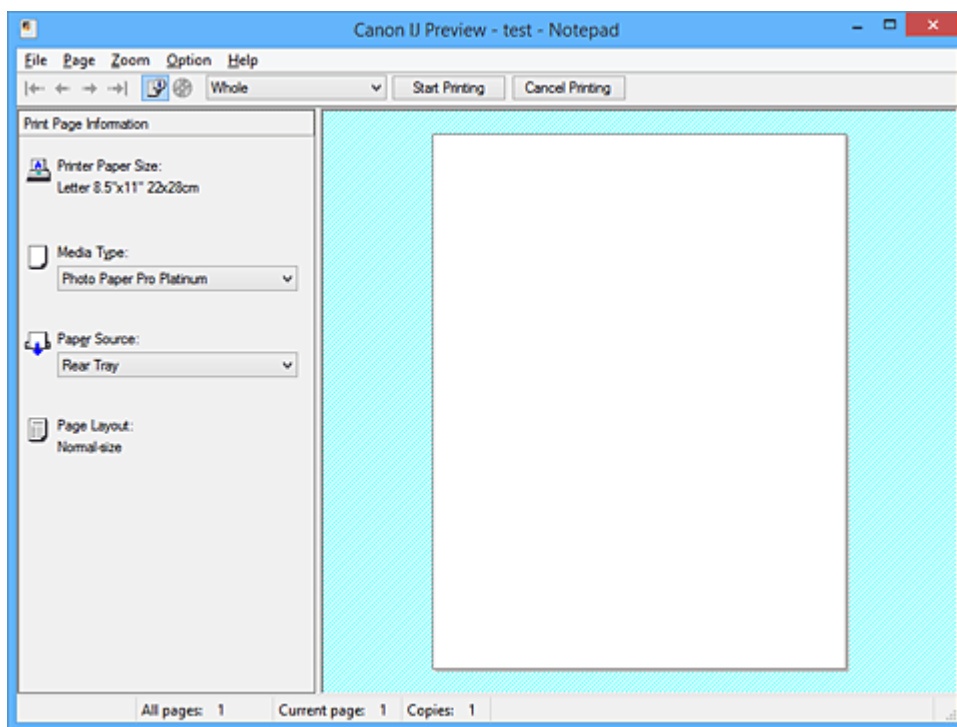 Canon IJ Preview - test - Notepad
File Page Zoom Option Help
Whole Start Printing Cancel Printing
Print Page Information
Printer Paper Size:
Letter 8.5"x11" 22x28cm
Media Type:
Photo Paper Pro Platinum
Paper Source:
Rear Tray
Page Layout:
Normal-size
All pages: 1 Current page: 1 Copies: 1